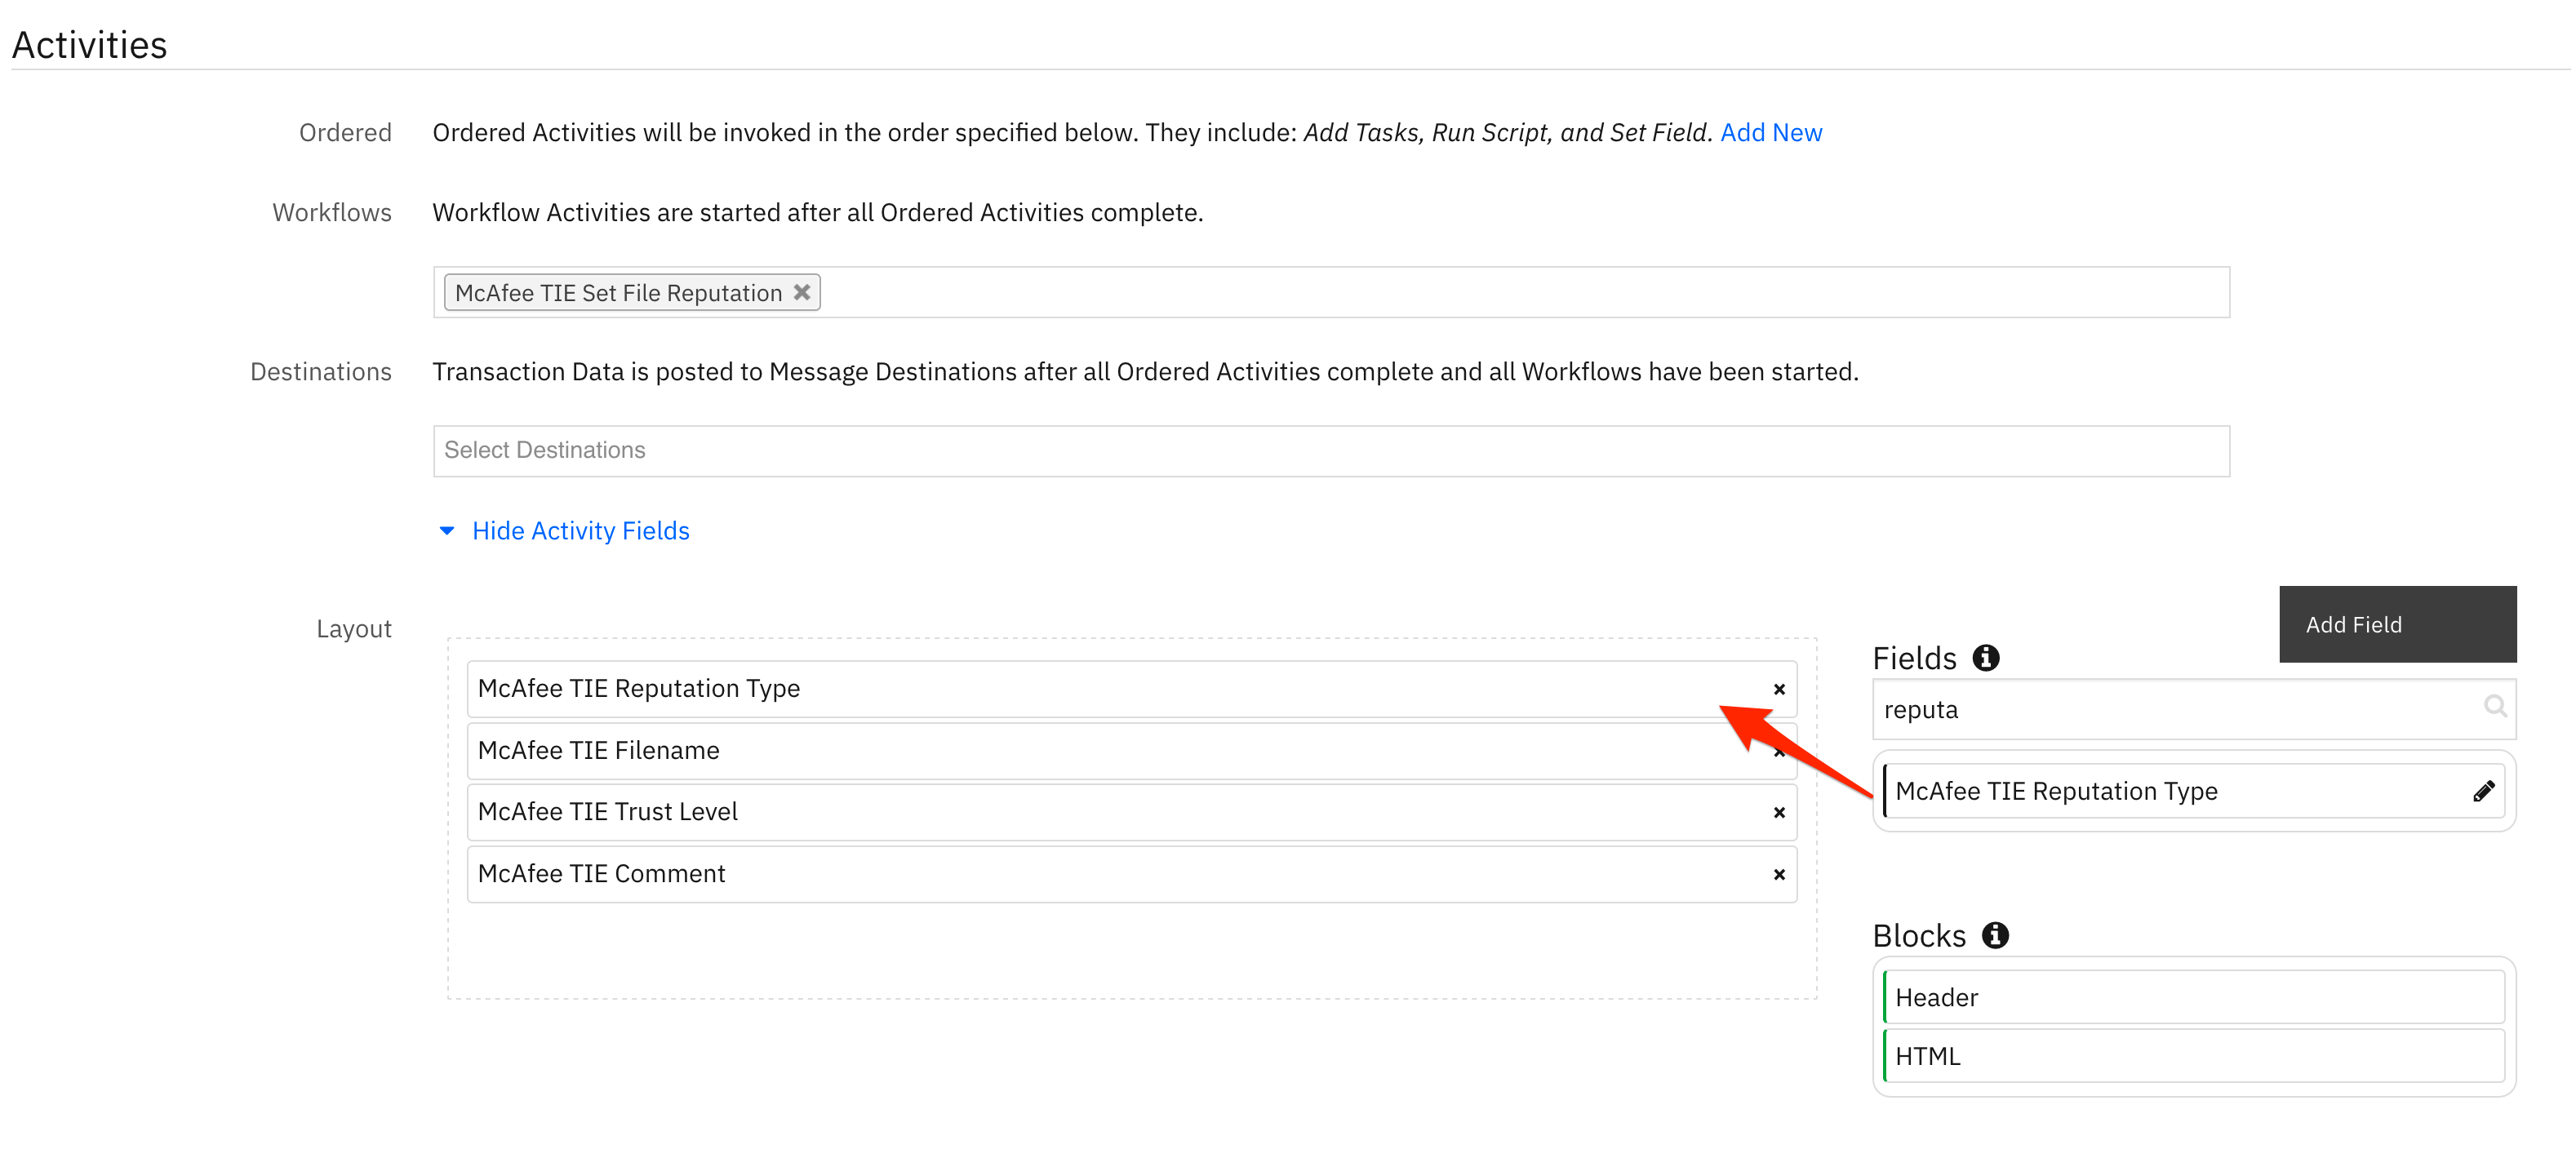 Activities
Ordered
Ordered Activities will be invoked in the order specified below. They include: Add Tasks, Run Script, and Set Field. Add New
Workflows
Workflow Activities are started after all Ordered Activities complete.
McAfee TIE Set File Reputation
Destinations
Transaction Data is posted to Message Destinations after all Ordered Activities complete and all Workflows have been started.
Select Destinations
Hide Activity Fields
Layout
McAfee TIE Reputation Type
McAfee TIE Filename
McAfee TIE Trust Level
McAfee TIE Comment
Add Field
Fields
reputa
McAfee TIE Reputation Type
Blocks
Header
HTML